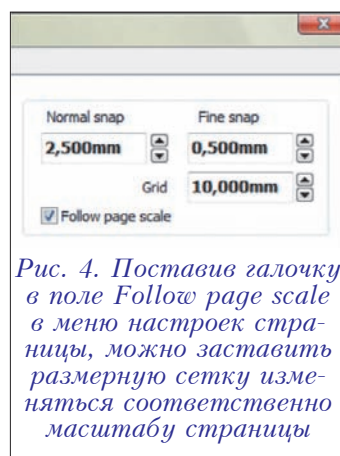 Normal snap Fine snap
2,500mm 0,500mm
Grid 10,000mm
Follow page scale
Рис. 4. Поставив галочку
в поле Follow page scale
в меню настроек стра-
ницы, можно заставить
размерную сетку изме-
няться соответственно
масштабу страницы